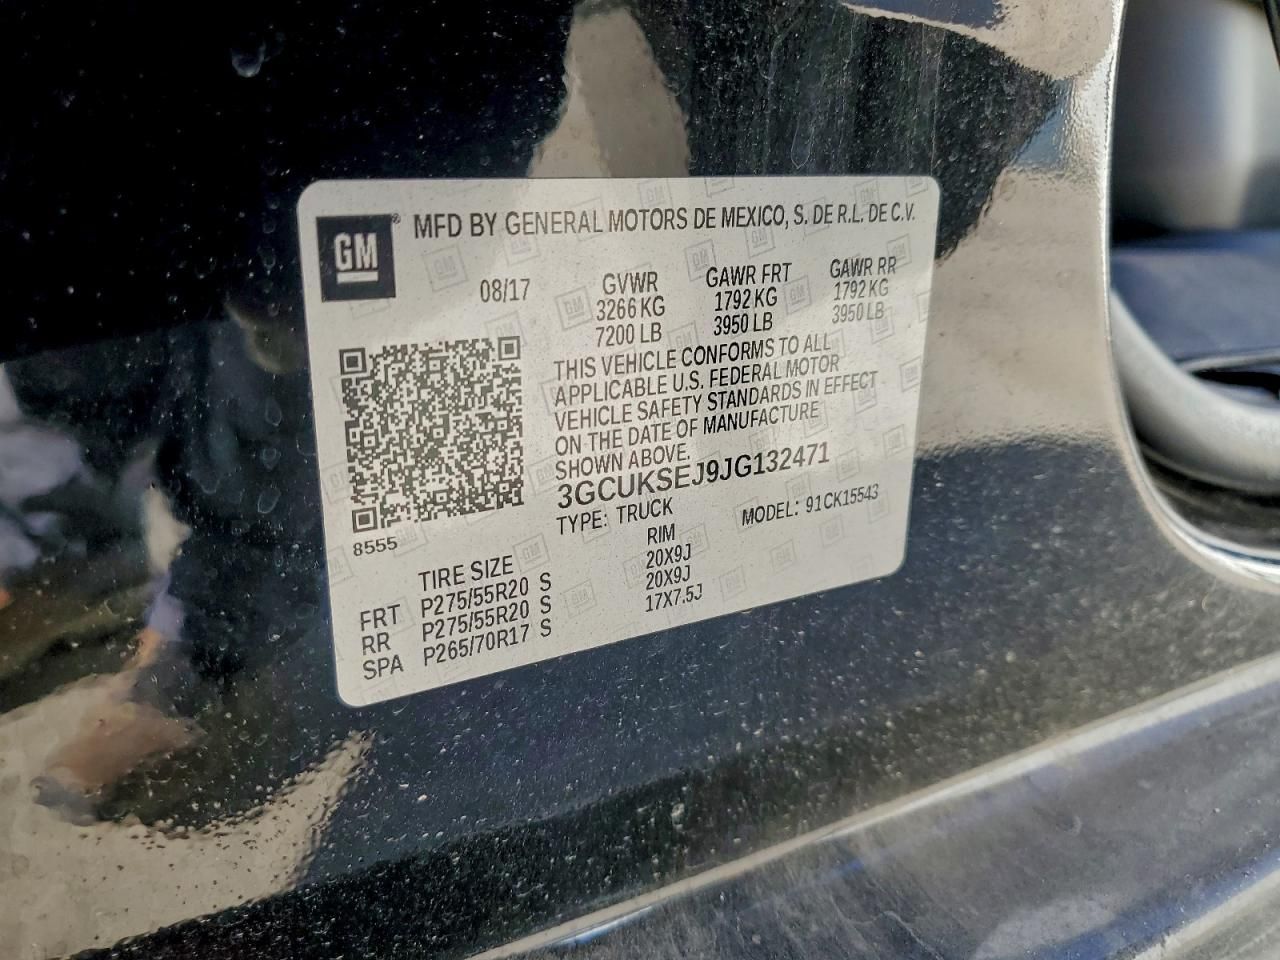 GM ® MFD BY GENERAL MOTORS DE MEXICO, S. DE R.L. DE C.V.
08/17 GVWR GAWR FRT GAWR RR
3266 KG 1792 KG 1792 KG
7200 LB 3950 LB 3950 LB
THIS VEHICLE CONFORMS TO ALL
APPLICABLE U.S. FEDERAL MOTOR
VEHICLE SAFETY STANDARDS IN EFFECT
ON THE DATE OF MANUFACTURE
SHOWN ABOVE.
3GCUKSEJ9JG132471
TYPE: TRUCK MODEL: 91CK15543
8555
TIRE SIZE RIM
FRT P275/55R20 S 20X9J
RR P275/55R20 S 20X9J
SPA P265/70R17 S 17X7.5J